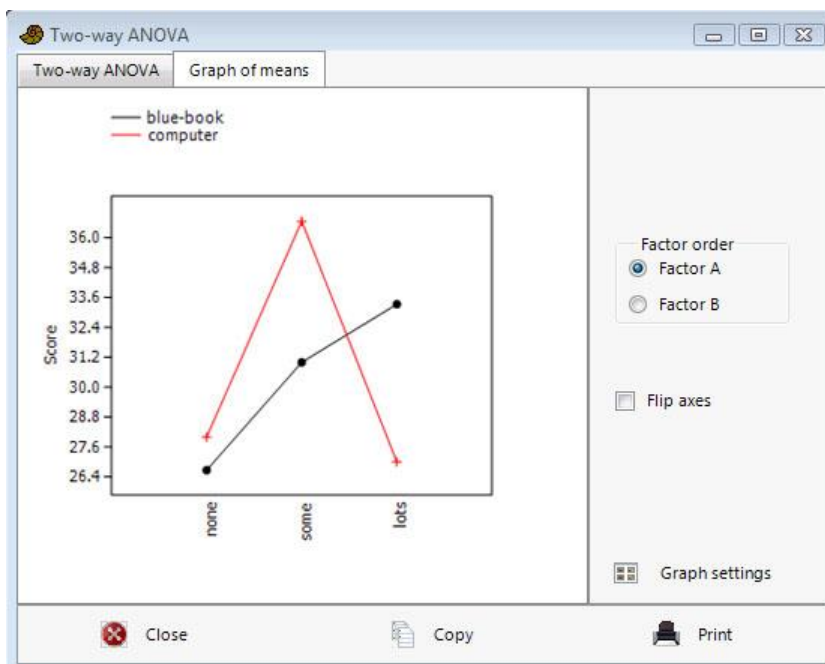 Two-way ANOVA
Two-way ANOVA
Graph of means
blue-book
computer
36.0
34.8
33.6
32.4
31.2
30.0
28.8
27.6
26.4
Score
none
some
lots
Factor order
Factor A
Factor B
Flip axes
Graph settings
Close
Copy
Print